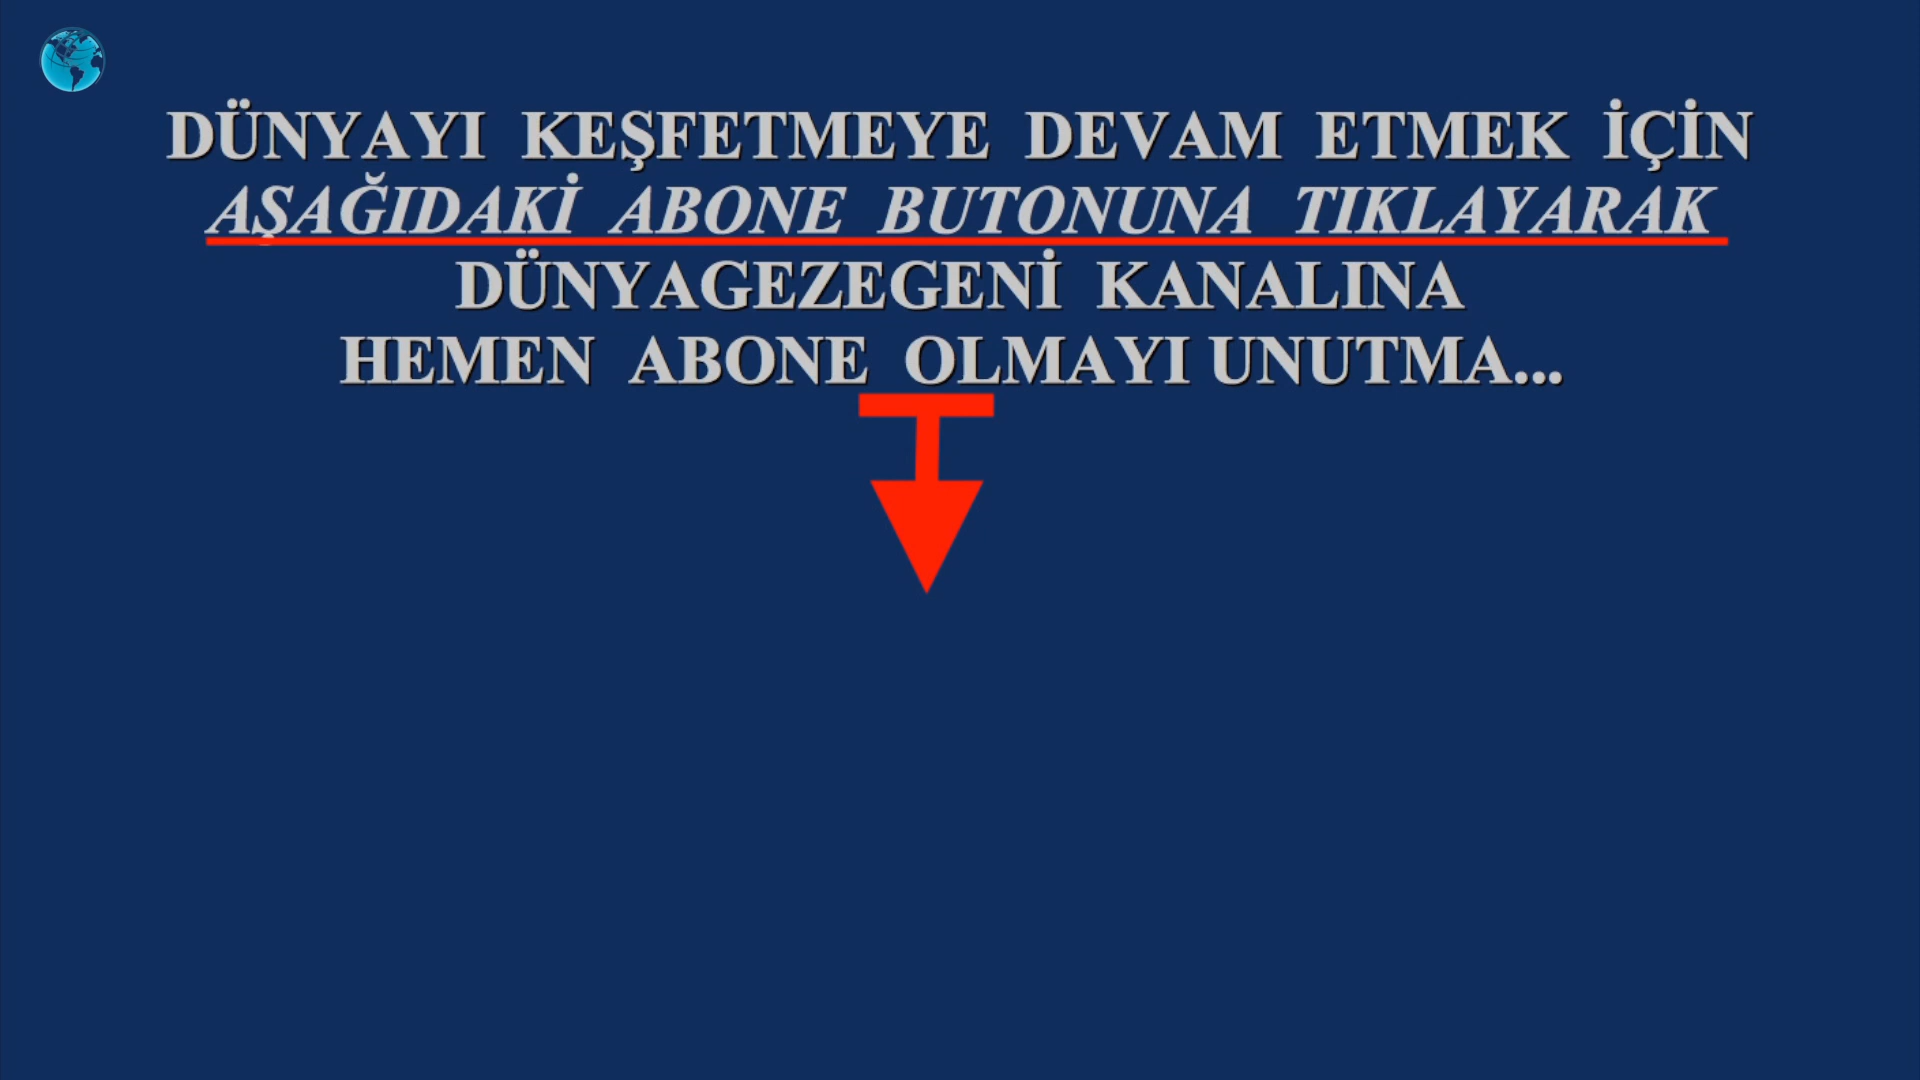 DÜNYAYI KEŞFETMEYE DEVAM ETMEK İÇİN
AŞAĞIDAKİ ABONE BUTONUNA TIKLAYARAK
DÜNYAGEZEGENİ KANALINA
HEMEN ABONE OLMAYI UNUTMA...